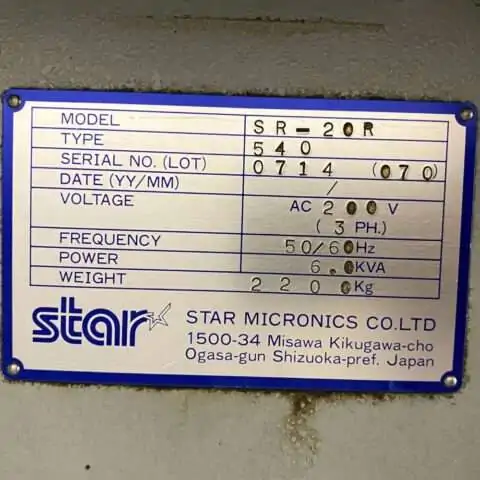 MODEL SR-20R
TYPE 540
SERIAL NO. (LOT) 0714 (070)
DATE (YY/MM) /
VOLTAGE AC 200 V
(3 PH.)
FREQUENCY 50/60Hz
POWER 6.0KVA
WEIGHT 2200Kg
star STAR MICRONICS CO.LTD
1500-34 Misawa Kikugawa-cho
Ogasa-gun Shizuoka-pref. Japan